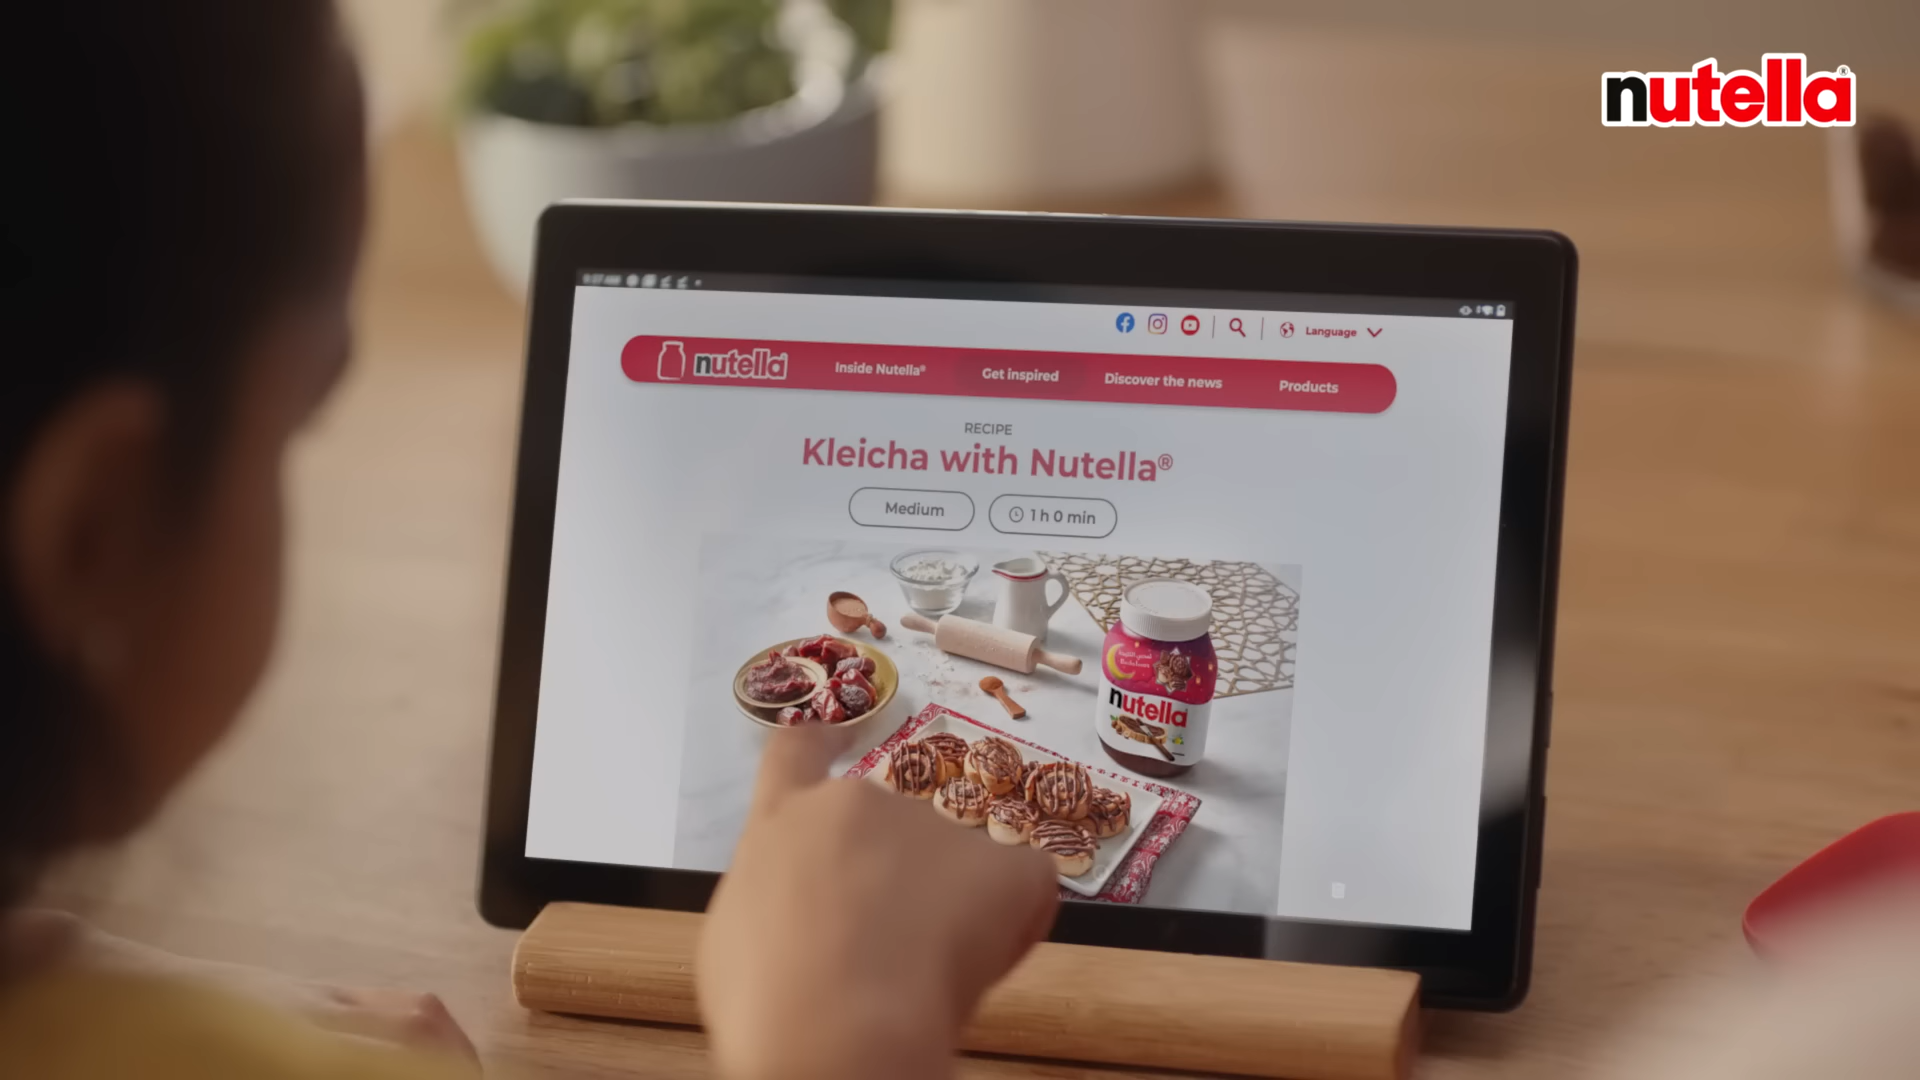 nutella®
Language
nutella
Inside Nutella®
Get inspired
Discover the news
Products
RECIPE
Kleicha with Nutella®
Medium
1 h 0 min
nutella